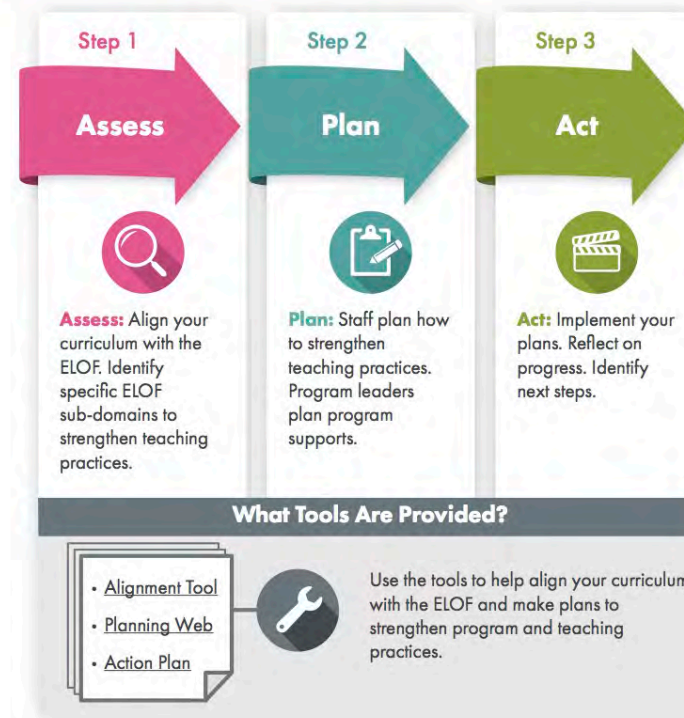 Step 1
Assess
Assess: Align your
curriculum with the
ELOF. Identify
specific ELOF
sub-domains to
strengthen teaching
practices.
Step 2
Plan
Plan: Staff plan how
to strengthen
teaching practices.
Program leaders
plan program
supports.
Step 3
Act
Act: Implement your
plans. Reflect on
progress. Identify
next steps.
What Tools Are Provided?
• Alignment Tool
• Planning Web
• Action Plan
Use the tools to help align your curriculum
with the ELOF and make plans to
strengthen program and teaching
practices.